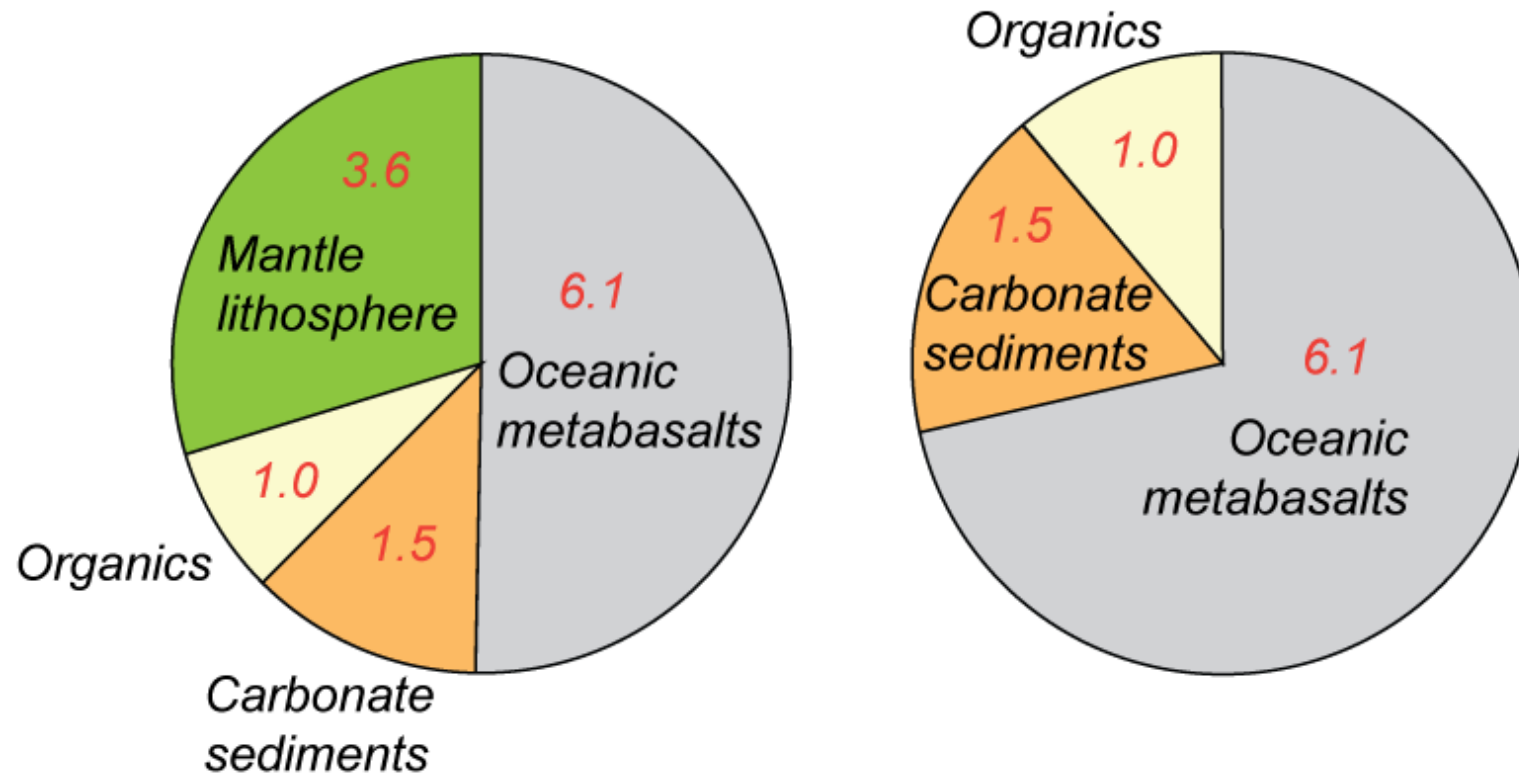 3.6
Mantle
lithosphere
6.1
Oceanic
metabasalts
1.0
Organics
1.5
Carbonate
sediments
Organics
1.0
1.5
Carbonate
sediments
6.1
Oceanic
metabasalts